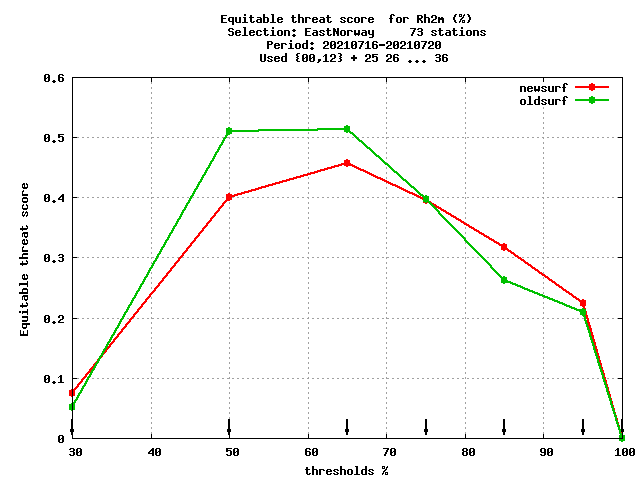 Equitable threat score  for Rh2m (%)
Selection: EastNorway     73 stations
Period: 20210716-20210720
Used {00,12} + 25 26 ... 36
newsurf
oldsurf
Equitable threat score
0.6
0.5
0.4
0.3
0.2
0.1
0
30 40 50 60 70 80 90 100
thresholds %